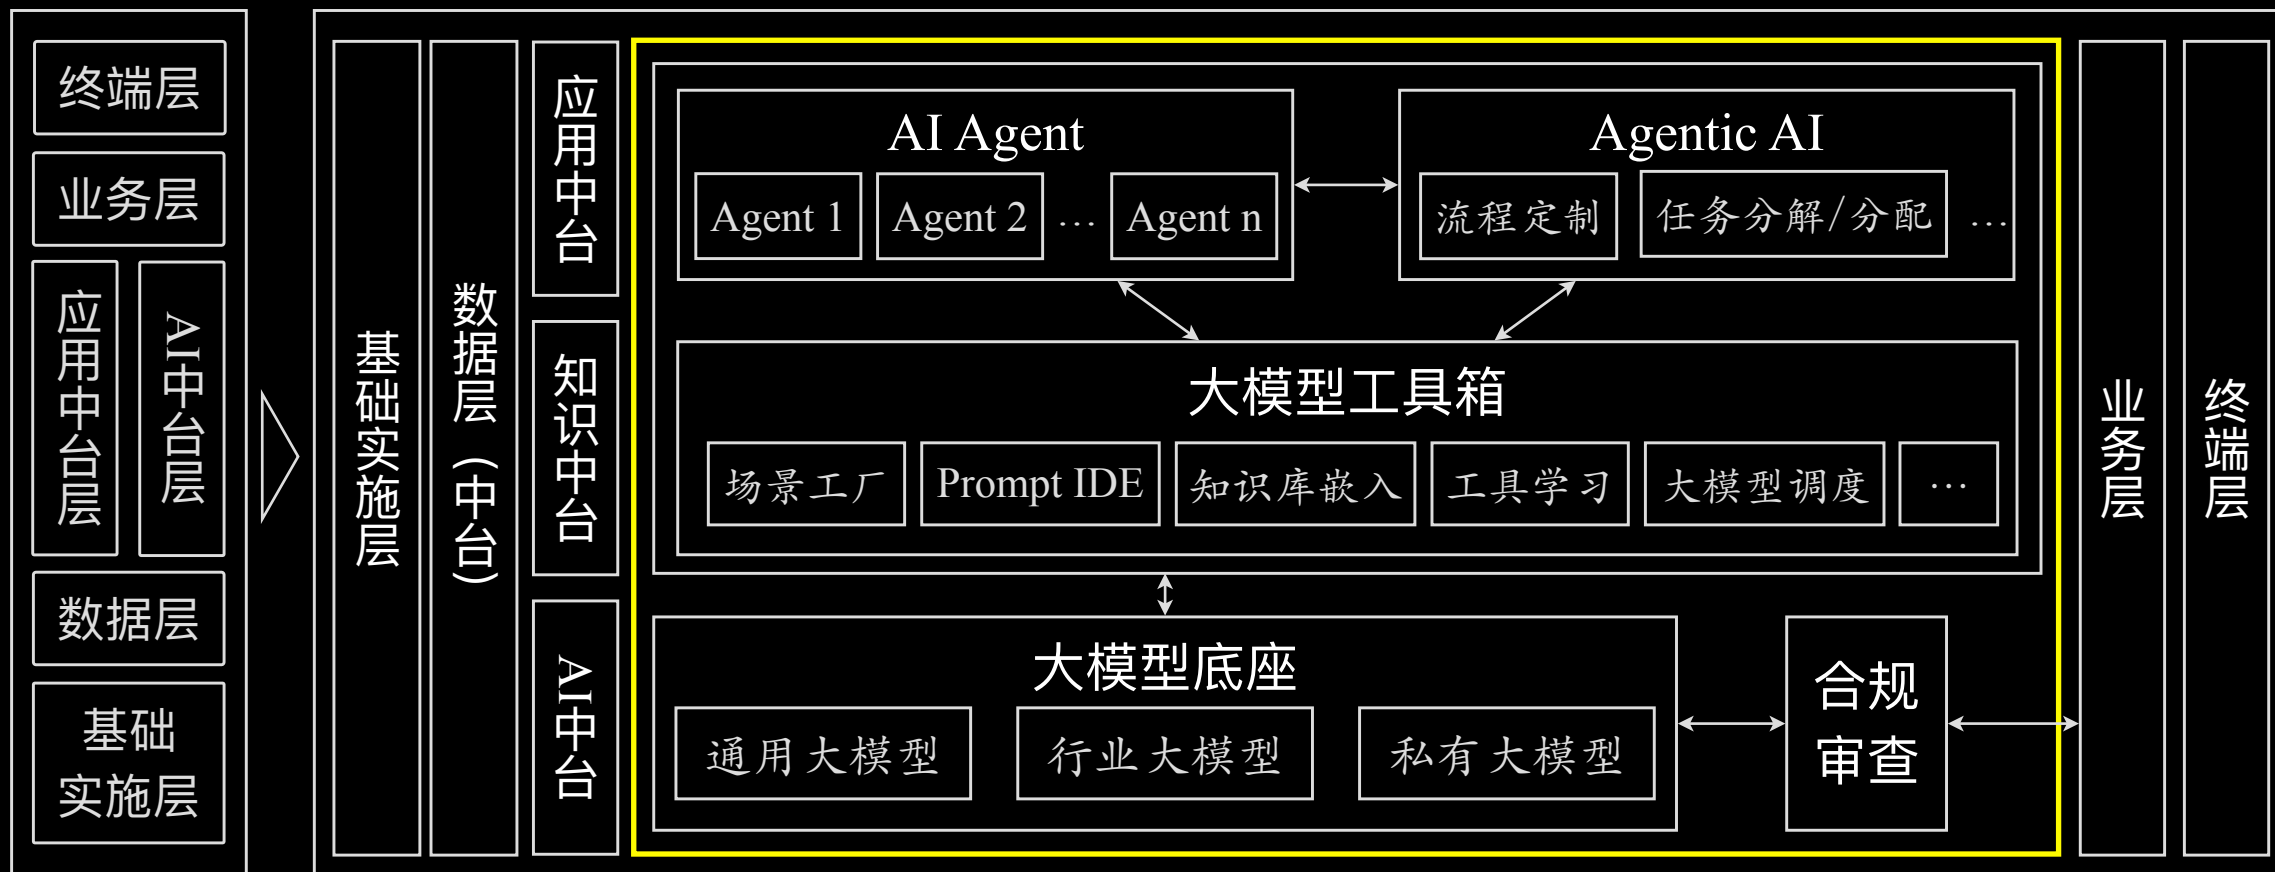 终端层
业务层
应用中台层
AI中台层
数据层
基础
实施层
基础实施层
数据层（中台）
应用中台
知识中台
AI中台
AI Agent
Agent 1
Agent 2
…
Agent n
Agentic AI
流程定制
任务分解/分配
…
大模型工具箱
场景工厂
Prompt IDE
知识库嵌入
工具学习
大模型调度
…
大模型底座
通用大模型
行业大模型
私有大模型
合规
审查
业务层
终端层